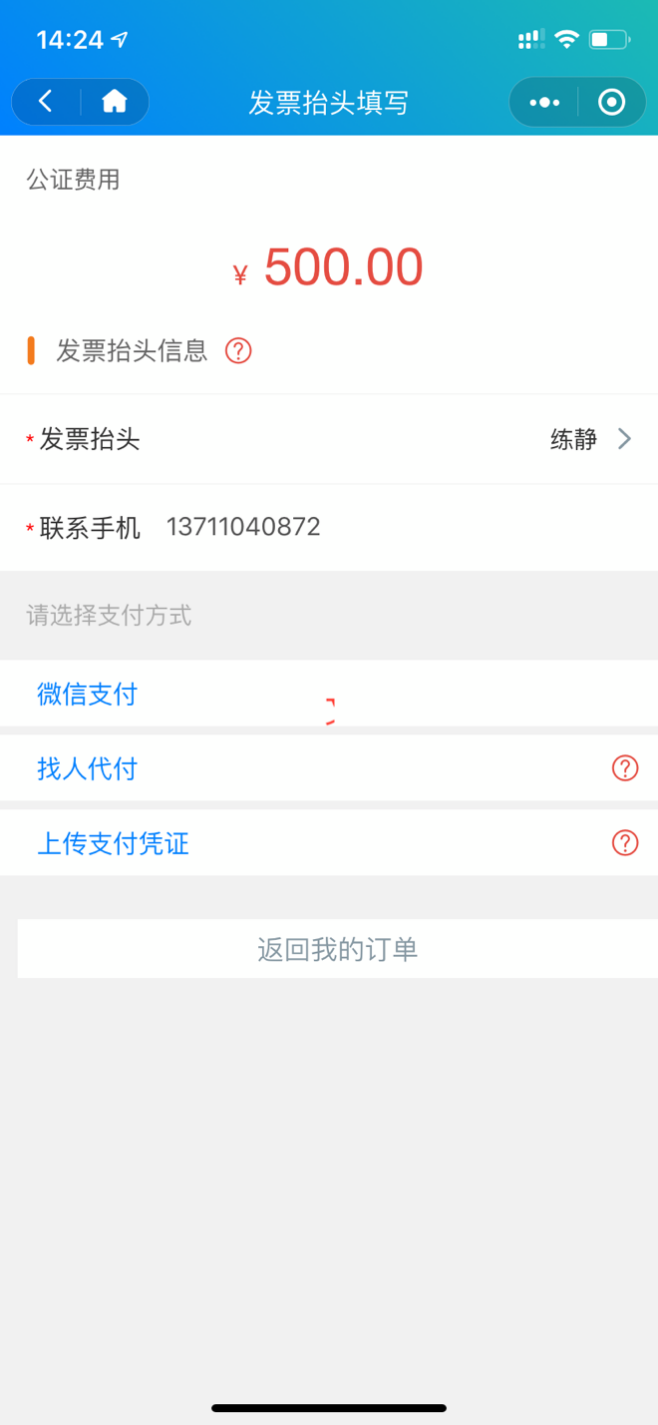 14:24
发票抬头填写
公证费用
¥ 500.00
发票抬头信息 ?
* 发票抬头 练静
* 联系手机 13711040872
请选择支付方式
微信支付
找人代付 ?
上传支付凭证 ?
返回我的订单